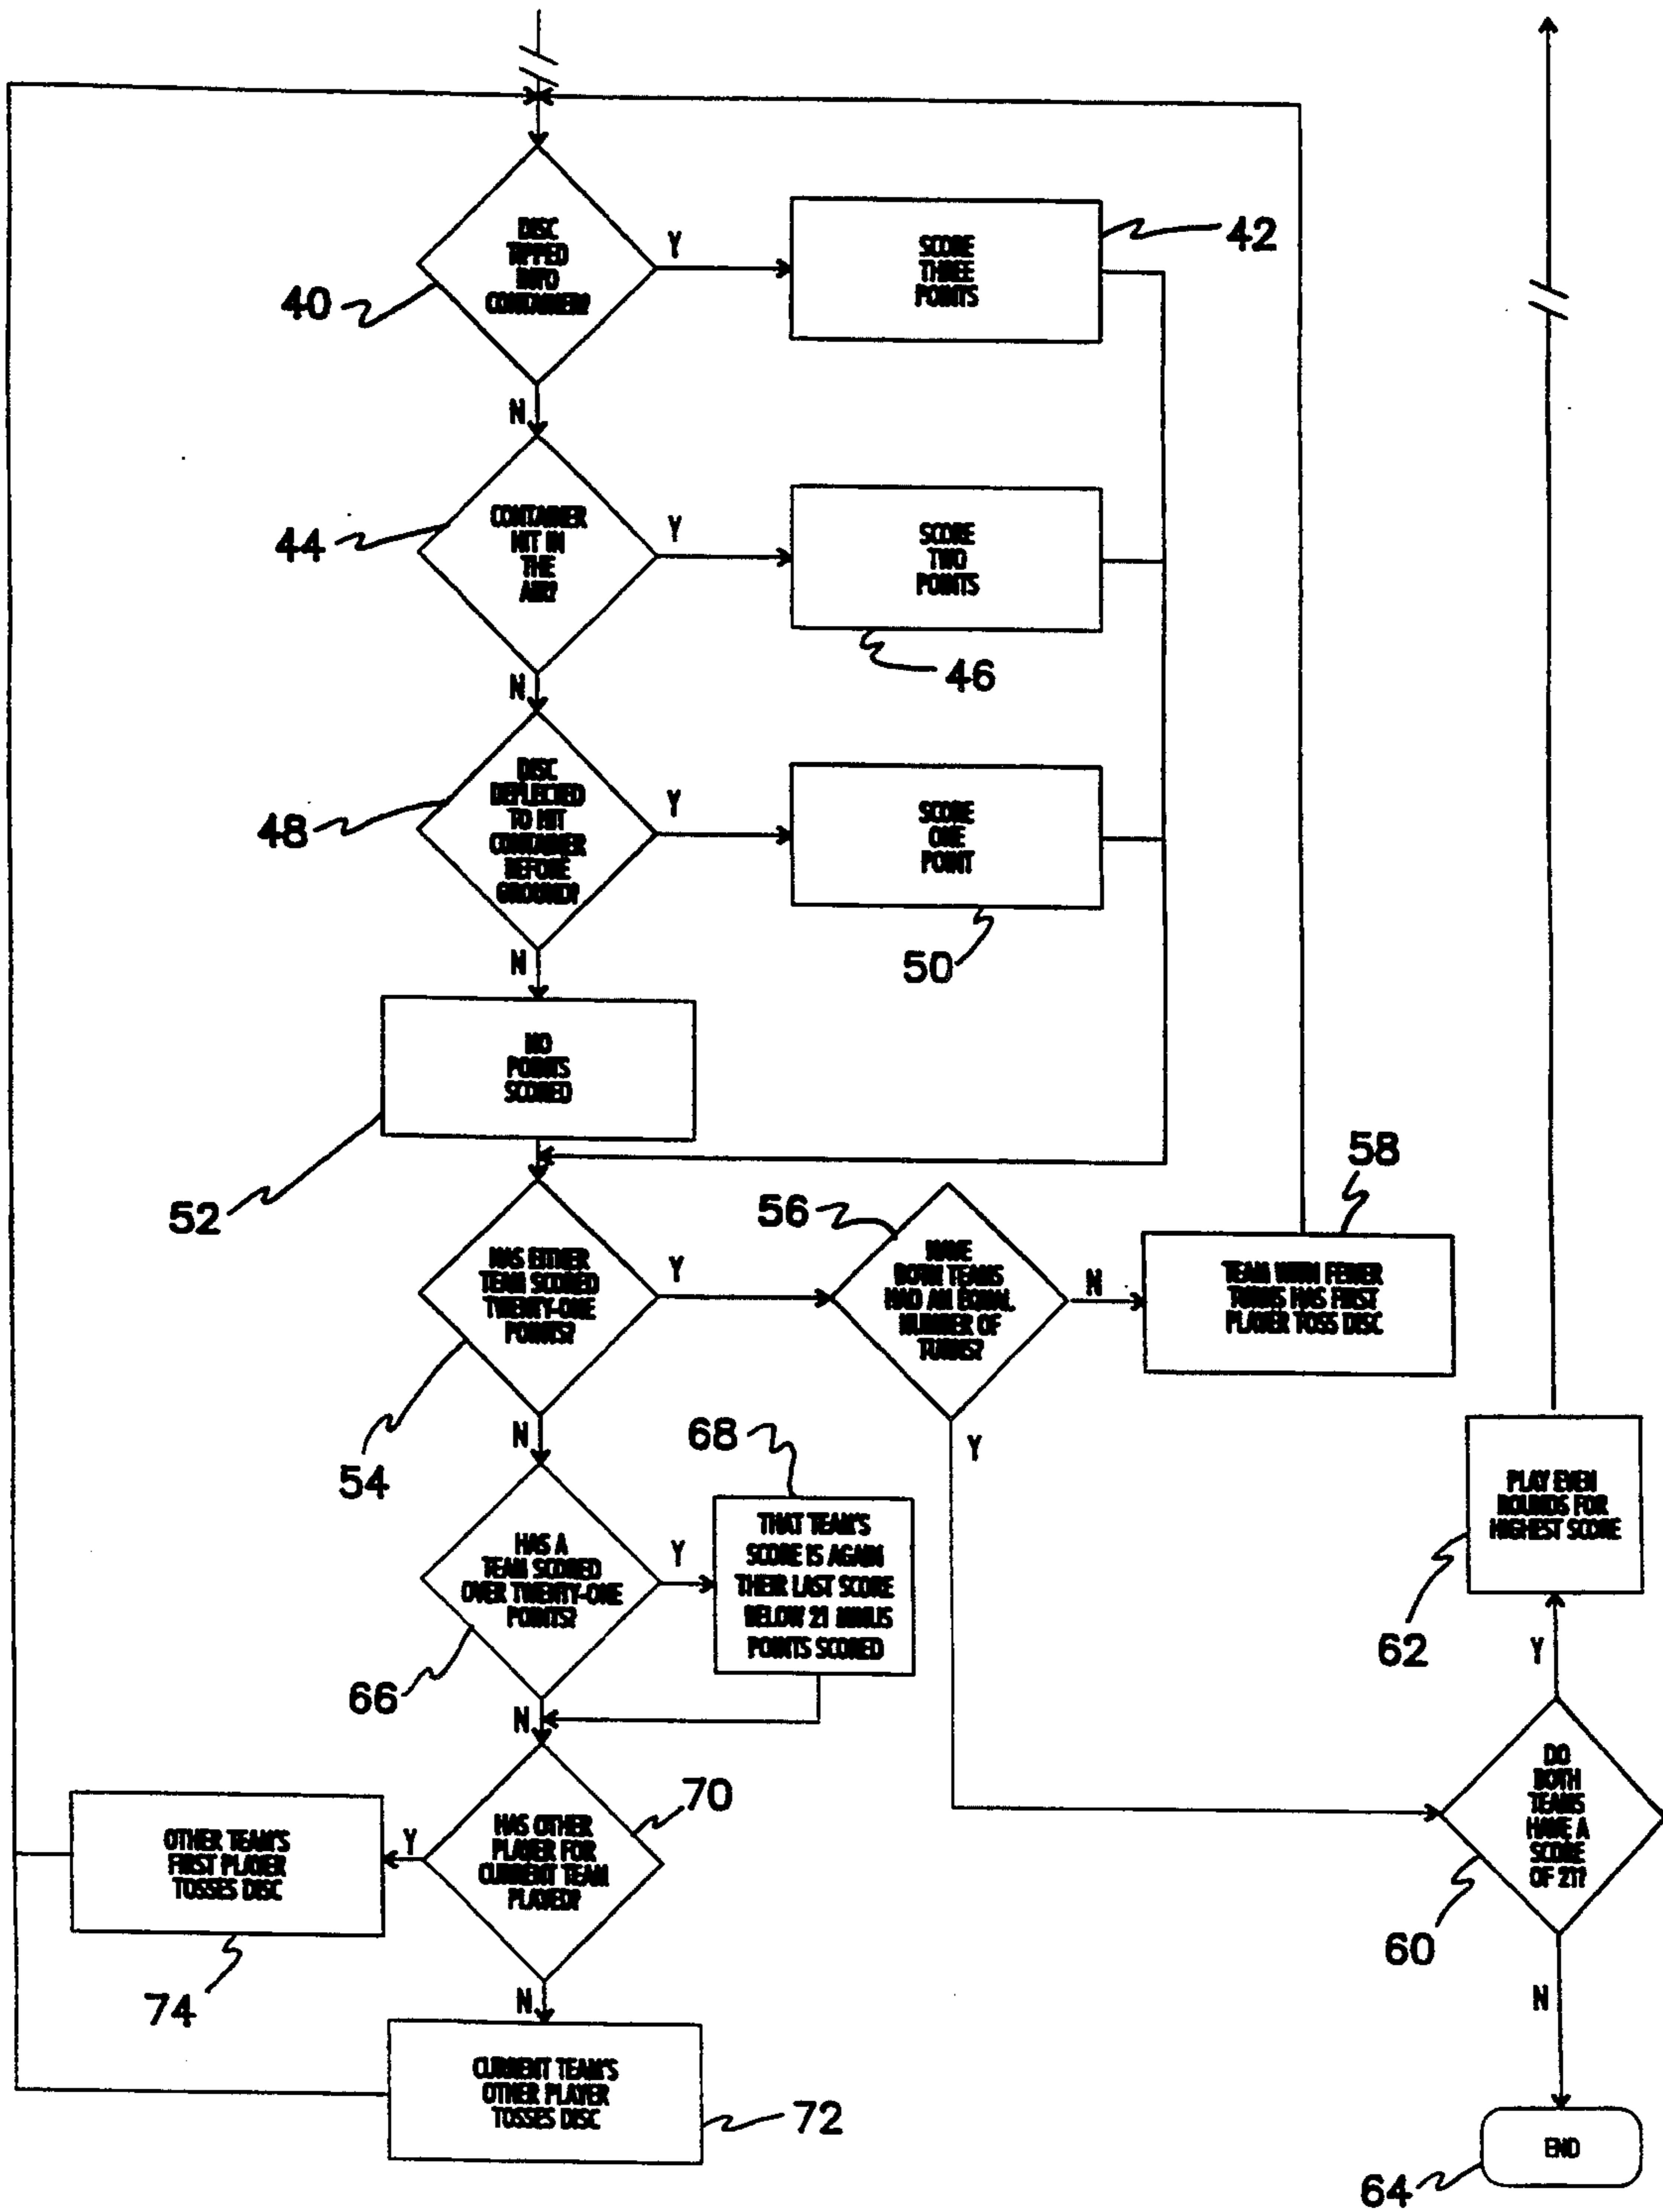 DISC
TIPPED
INTO
CONTAINER?
40
Y
SCORE
THREE
POINTS
42
N
CONTAINER
HIT IN
THE
AIR?
44
Y
SCORE
TWO
POINTS
46
N
DISC
DEFLECTED
TO HIT
CONTAINER
BEFORE
GROUND?
48
Y
SCORE
ONE
POINT
50
N
NO
POINTS
SCORED
52
HAS EITHER
TEAM SCORED
TWENTY-ONE
POINTS?
54
Y
HAVE
BOTH TEAMS
HAD AN EQUAL
NUMBER OF
TURNS?
56
N
TEAM WITH FEWER
TURNS HAS FIRST
PLAYER TOSS DISC
58
N
Y
HAS A
TEAM SCORED
OVER TWENTY-ONE
POINTS?
66
Y
THAT TEAM'S
SCORE IS AGAIN
THEIR LAST SCORE
BELOW 21 MINUS
POINTS SCORED
68
PLAY EVEN
ROUNDS FOR
HIGHEST SCORE
62
Y
N
HAS OTHER
PLAYER FOR
CURRENT TEAM
PLAYED?
70
Y
OTHER TEAM'S
FIRST PLAYER
TOSSES DISC
74
DO
BOTH
TEAMS
HAVE A
SCORE
OF 21?
60
N
N
CURRENT TEAM'S
OTHER PLAYER
TOSSES DISC
72
END
64